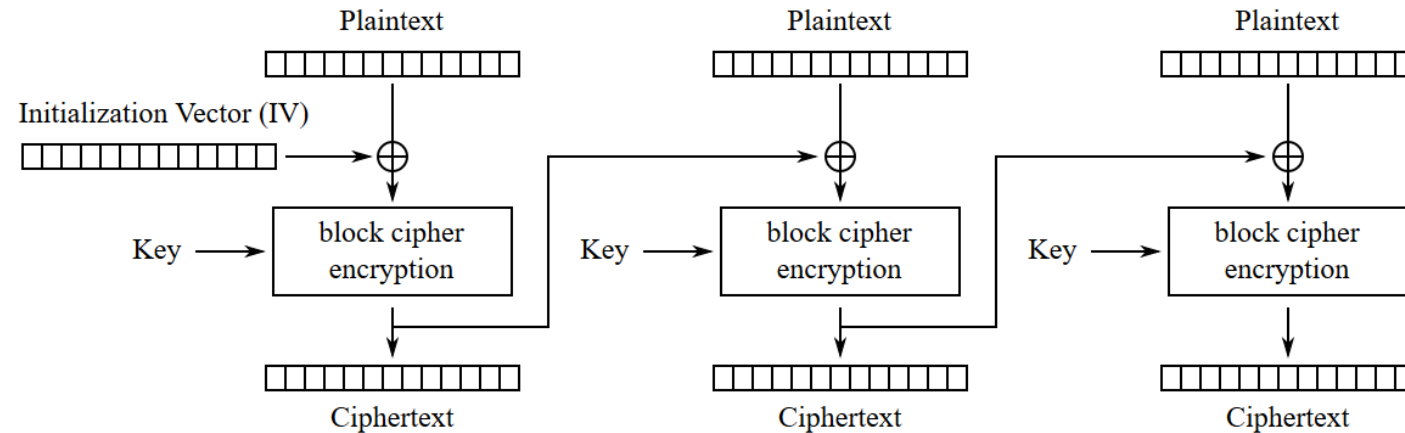 Plaintext
Plaintext
Plaintext
Initialization Vector (IV)
Key
block cipher
encryption
Key
block cipher
encryption
Key
block cipher
encryption
Ciphertext
Ciphertext
Ciphertext